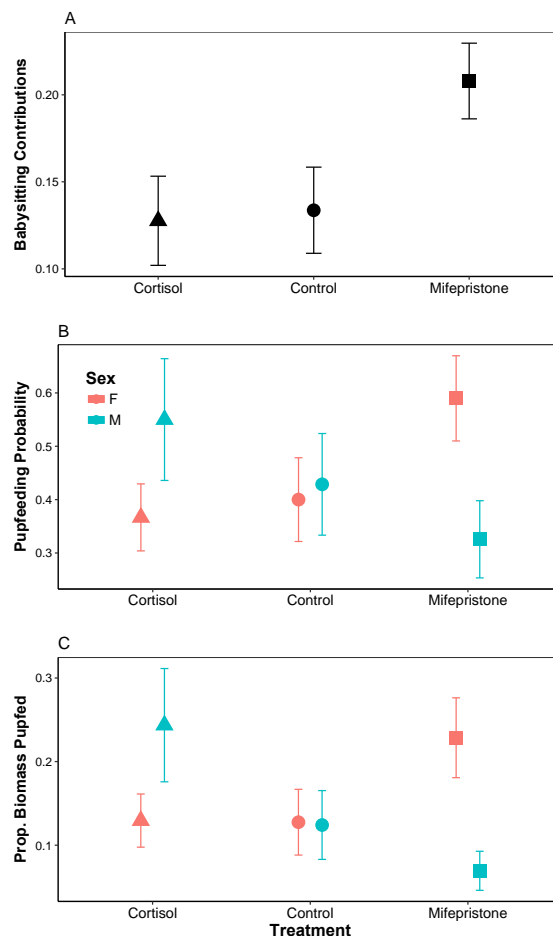 A
Babysitting Contributions
0.20
0.15
0.10
Cortisol Control Mifepristone
B
Pupfeeding Probability
Sex
F
M
0.6
0.5
0.4
0.3
Cortisol Control Mifepristone
C
Prop. Biomass Pupfed
0.3
0.2
0.1
Cortisol Control Mifepristone
Treatment